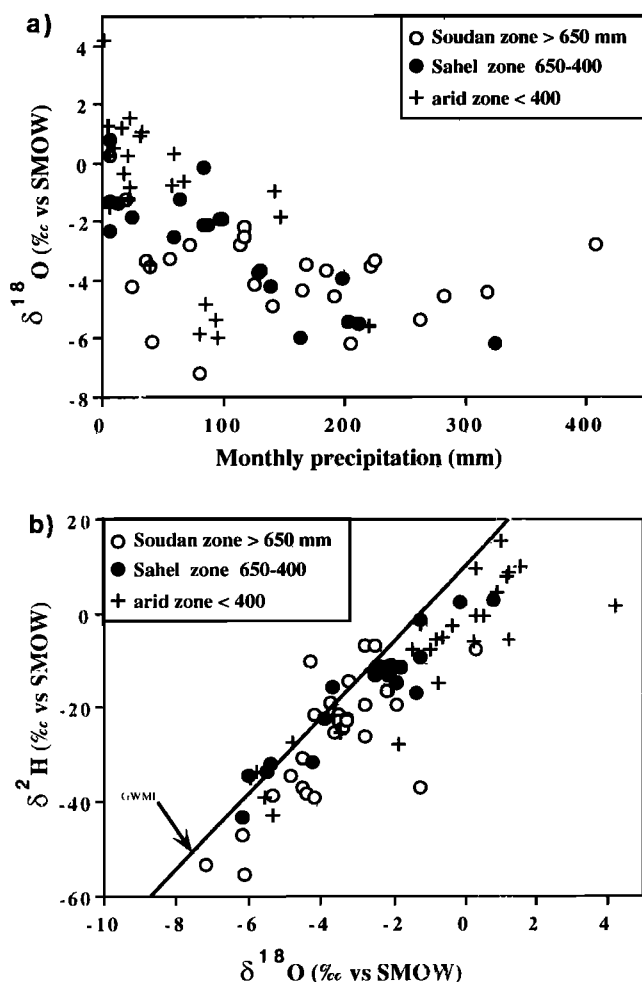 a)
Soudan zone > 650 mm
Sahel zone 650-400
arid zone < 400
δ18 O (‰ vs SMOW)
4
2
0
-2
-4
-6
-8
0 100 200 300 400
Monthly precipitation (mm)
b)
Soudan zone > 650 mm
Sahel zone 650-400
arid zone < 400
δ2 H (‰ vs SMOW)
20
0
-20
-40
-60
GWMl
-10 -8 -6 -4 -2 0 2 4
δ18 O (‰ vs SMOW)